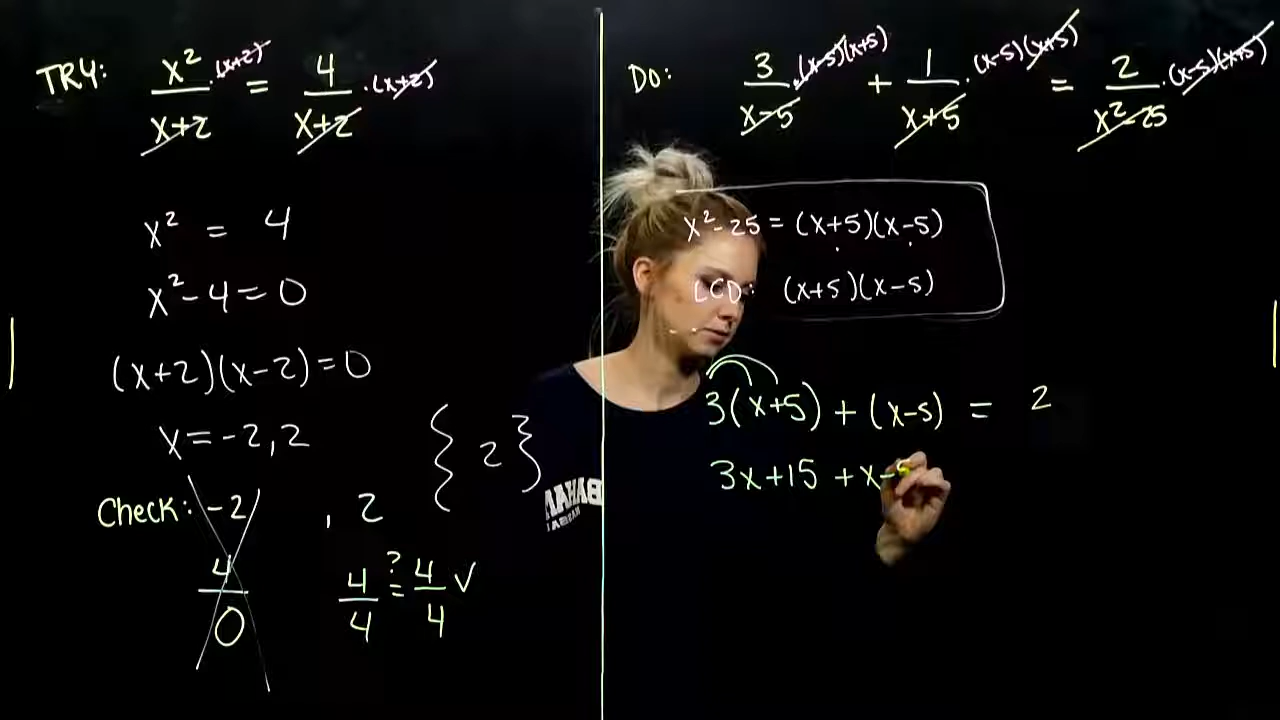 TRY: x²/x+2 ·(x+2) = 4/x+2 ·(x+2)
x² = 4
x² - 4 = 0
(x+2)(x-2) = 0
x = -2, 2
{2}
Check: -2 , 2
4/0
4/4 ?= 4/4 √
Do: 3/x-5 ·(x-5)(x+5) + 1/x+5 ·(x-5)(x+5) = 2/x²-25 ·(x-5)(x+5)
x²-25 = (x+5)(x-5)
LCD: (x+5)(x-5)
3(x+5) + (x-5) = 2
3x+15 +x-5
BAHAM